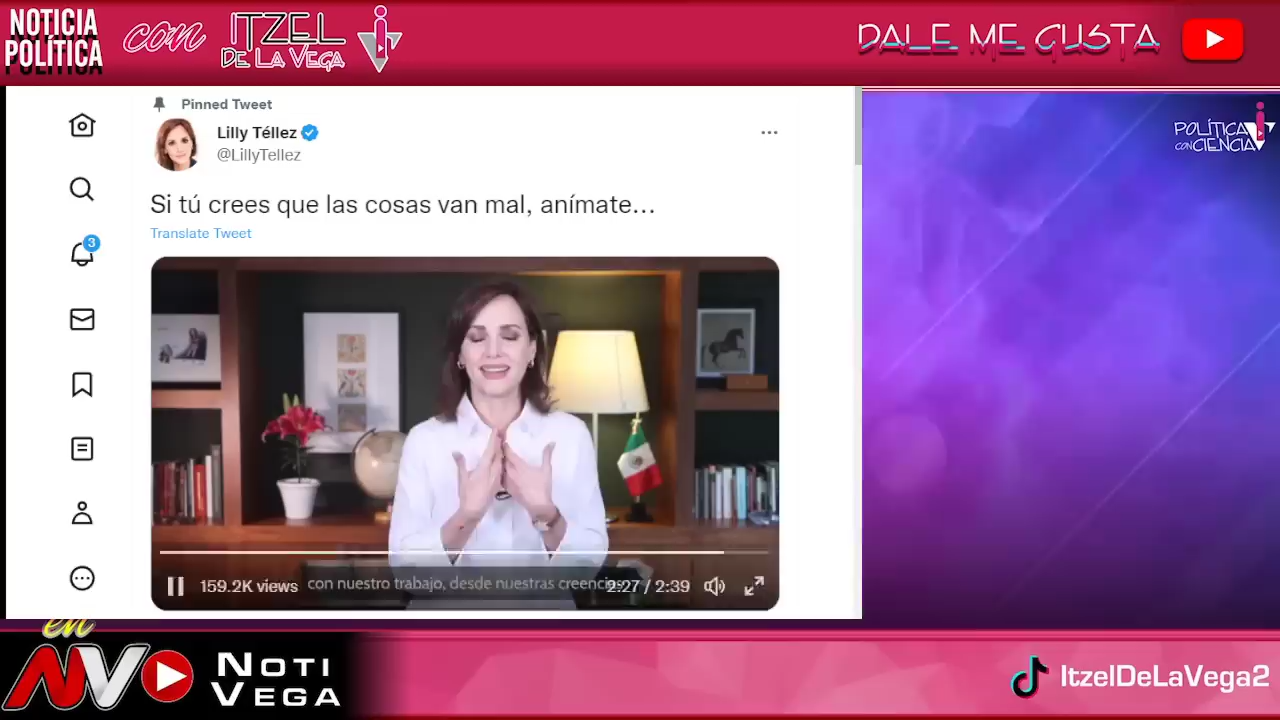 NOTICIA
POLÍTICA
con
ITZEL
DE LA VEGA
DALE ME GUSTA
POLÍTICA
CON CIENCIA
Pinned Tweet
Lilly Téllez
@LillyTellez
Si tú crees que las cosas van mal, anímate...
Translate Tweet
3
159.2K views
con nuestro trabajo, desde nuestras
2:27 / 2:39
en
NV
NOTI
VEGA
ItzelDeLaVega2